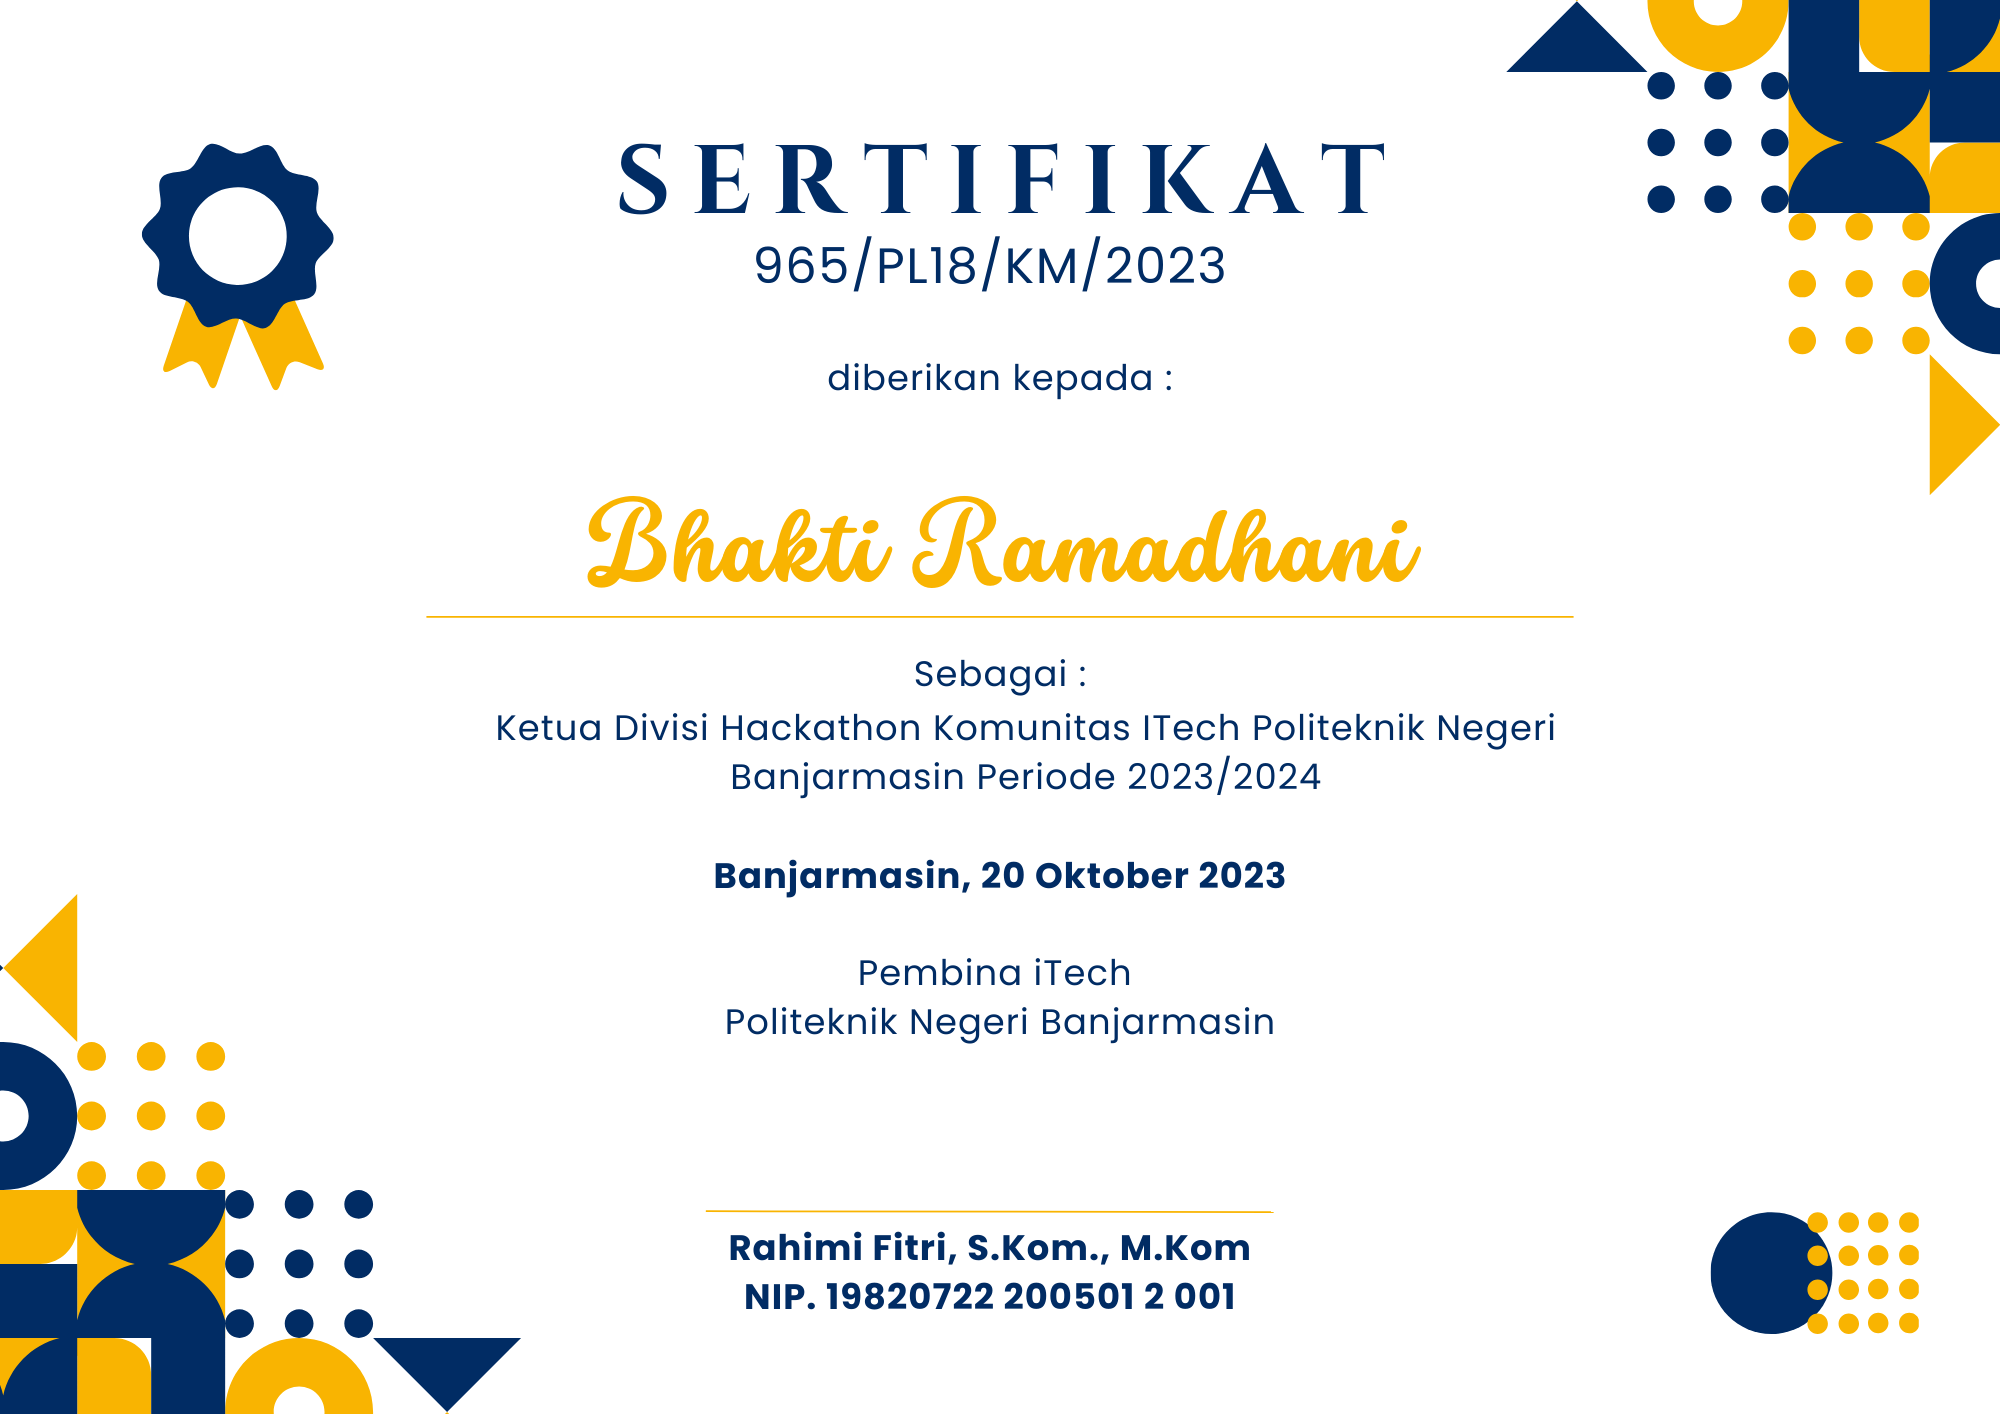 SERTIFIKAT
965/PL18/KM/2023
diberikan kepada :
Bhakti Ramadhani
Sebagai :
Ketua Divisi Hackathon Komunitas ITech Politeknik Negeri
Banjarmasin Periode 2023/2024
Banjarmasin, 20 Oktober 2023
Pembina iTech
Politeknik Negeri Banjarmasin
Rahimi Fitri, S.Kom., M.Kom
NIP. 19820722 200501 2 001